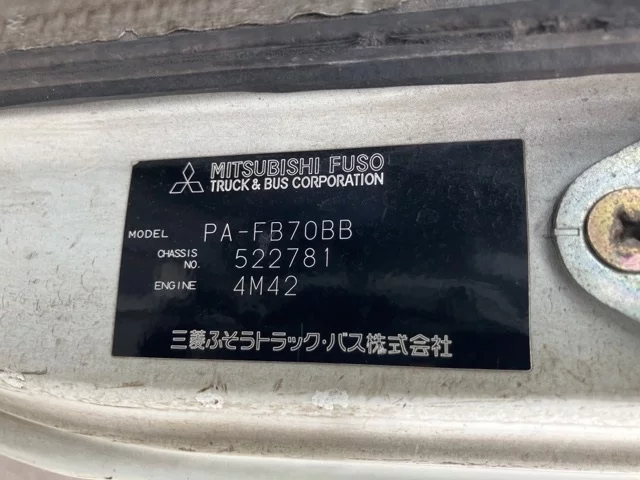 MITSUBISHI FUSO
TRUCK & BUS CORPORATION
MODEL PA-FB70BB
CHASSIS NO. 522781
ENGINE 4M42
三菱ふそうトラック・バス株式会社